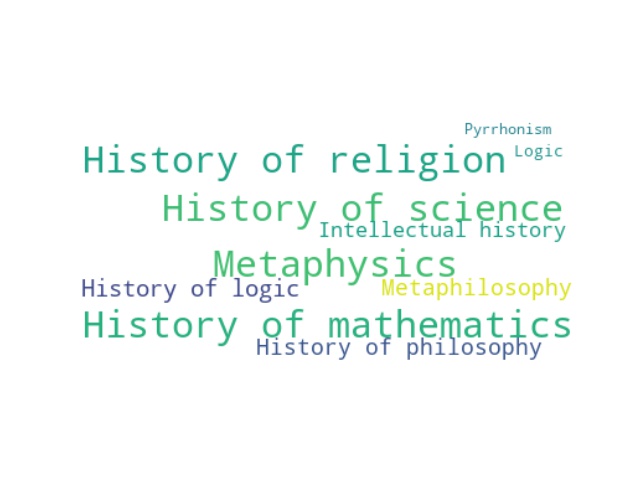 Pyrrhonism
History of religion
Logic
History of science
Intellectual history
Metaphysics
History of logic
Metaphilosophy
History of mathematics
History of philosophy